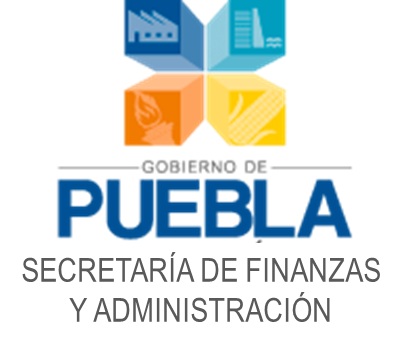 GOBIERNO DE
PUEBLA
SECRETARÍA DE FINANZAS
Y ADMINISTRACIÓN